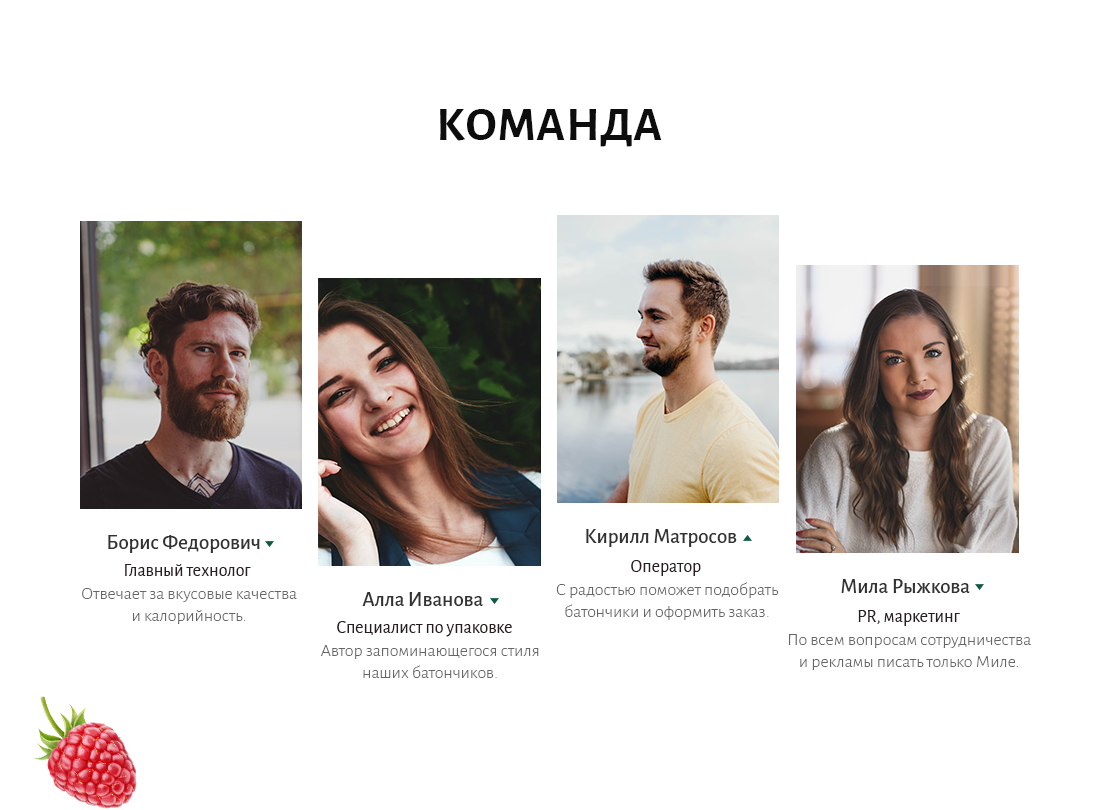 КОМАНДА
Борис Федорович
Главный технолог
Отвечает за вкусовые качества
и калорийность.
Алла Иванова
Специалист по упаковке
Автор запоминающегося стиля
наших батончиков.
Кирилл Матросов
Оператор
С радостью поможет подобрать
батончики и оформить заказ.
Мила Рыжкова
PR, маркетинг
По всем вопросам сотрудничества
и рекламы писать только Миле.